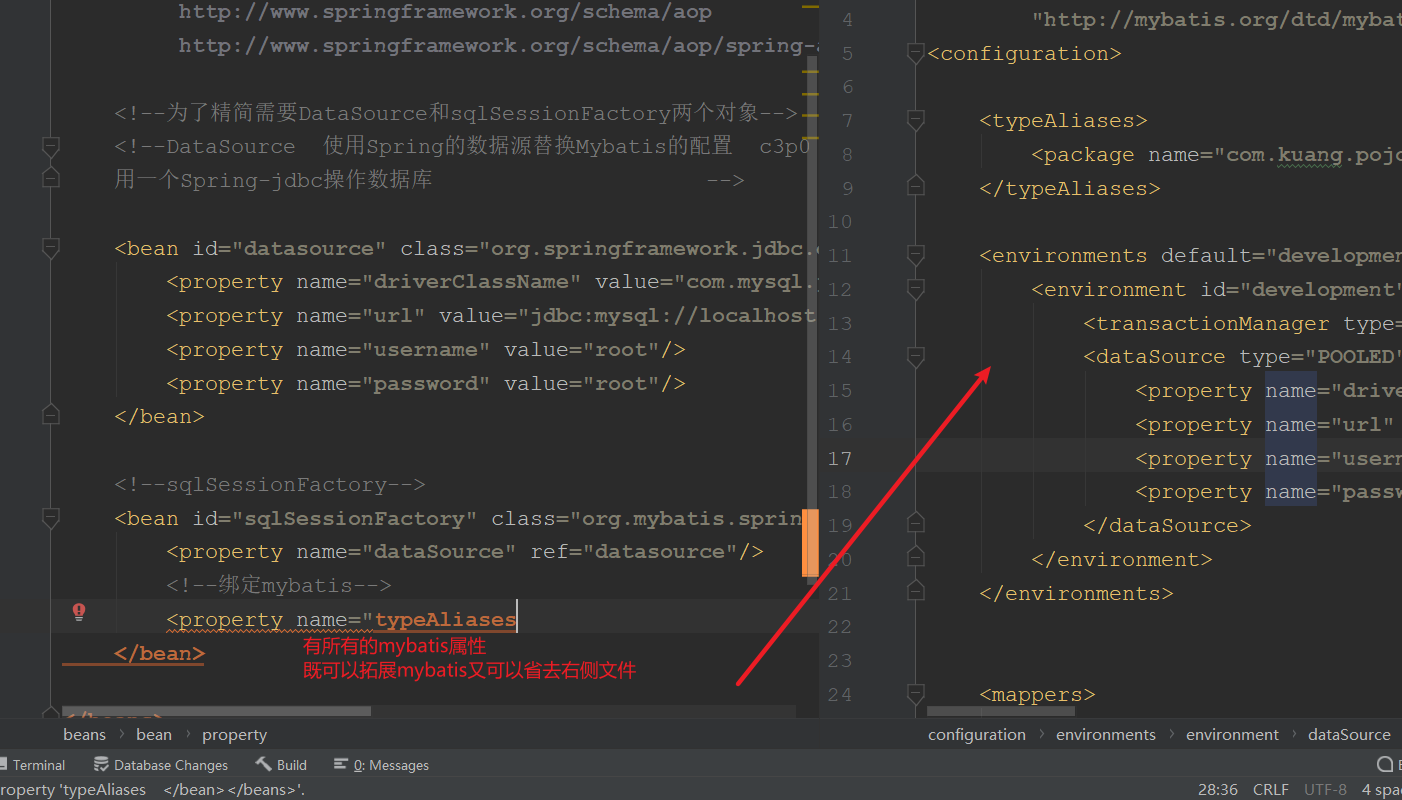 http://www.springframework.org/schema/aop
http://www.springframework.org/schema/aop/spring-
<!--为了精简需要DataSource和sqlSessionFactory两个对象-->
<!--DataSource 使用Spring的数据源替换Mybatis的配置 c3p0
用一个Spring-jdbc操作数据库 -->
<bean id="datasource" class="org.springframework.jdbc.
<property name="driverClassName" value="com.mysql.
<property name="url" value="jdbc:mysql://localhost
<property name="username" value="root"/>
<property name="password" value="root"/>
</bean>
<!--sqlSessionFactory-->
<bean id="sqlSessionFactory" class="org.mybatis.sprin
<property name="dataSource" ref="datasource"/>
<!--绑定mybatis-->
<property name="typeAliases
</bean>
有所有的mybatis属性
既可以拓展mybatis又可以省去右侧文件
</beans>
beans › bean › property
4 "http://mybatis.org/dtd/mybat
5 <configuration>
6
7 <typeAliases>
8 <package name="com.kuang.pojo
9 </typeAliases>
10
11 <environments default="developmen
12 <environment id="development"
13 <transactionManager type=
14 <dataSource type="POOLED"
15 <property name="drive
16 <property name="url"
17 <property name="usern
18 <property name="passw
19 </dataSource>
20 </environment>
21 </environments>
22
23
24 <mappers>
configuration › environments › environment › dataSource
Terminal Database Changes Build 0: Messages
roperty 'typeAliases </bean></beans>'. 28:36 CRLF UTF-8 4 spa